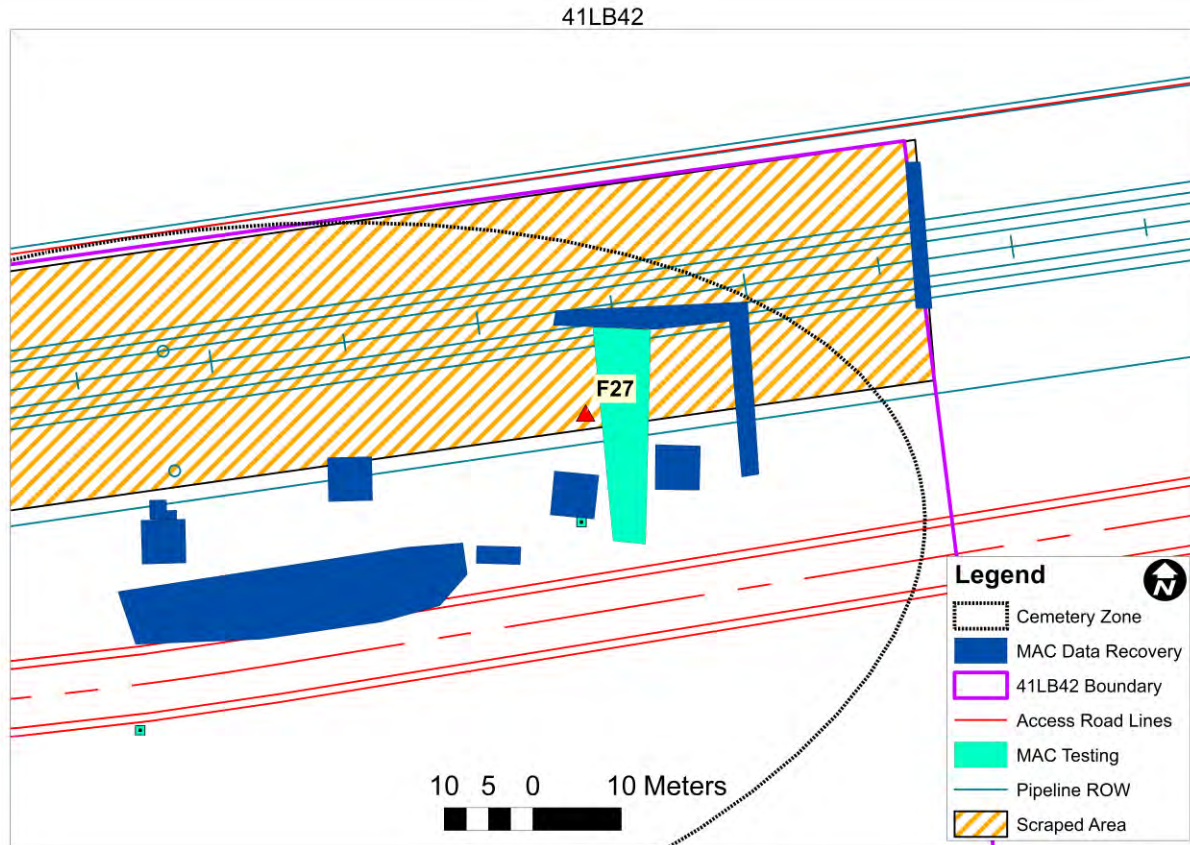 41LB42
F27
Legend
N
Cemetery Zone
MAC Data Recovery
41LB42 Boundary
Access Road Lines
MAC Testing
Pipeline ROW
Scraped Area
10 5 0 10 Meters